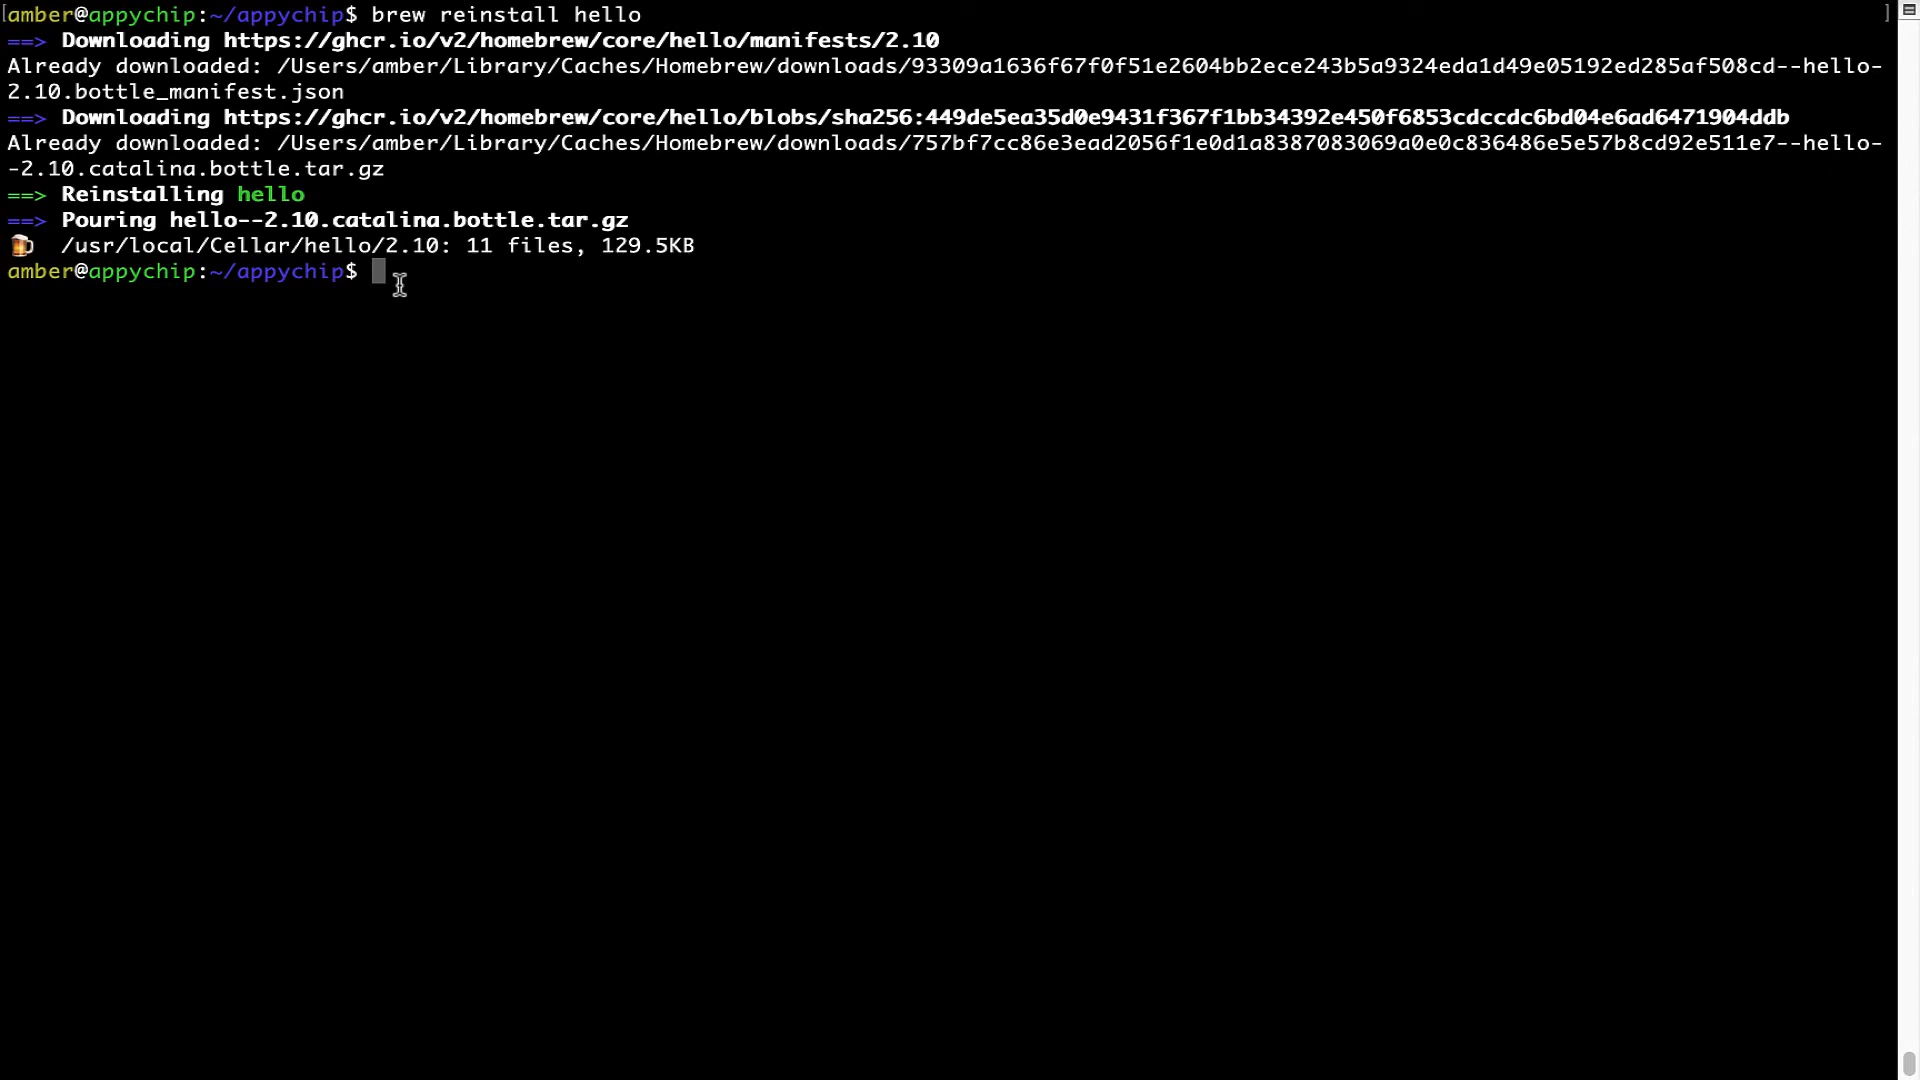 [amber@appychip:~/appychip$ brew reinstall hello ]
==> Downloading https://ghcr.io/v2/homebrew/core/hello/manifests/2.10
Already downloaded: /Users/amber/Library/Caches/Homebrew/downloads/93309a1636f67f0f51e2604bb2ece243b5a9324eda1d49e05192ed285af508cd--hello-
2.10.bottle_manifest.json
==> Downloading https://ghcr.io/v2/homebrew/core/hello/blobs/sha256:449de5ea35d0e9431f367f1bb34392e450f6853cdccdc6bd04e6ad6471904ddb
Already downloaded: /Users/amber/Library/Caches/Homebrew/downloads/757bf7cc86e3ead2056f1e0d1a8387083069a0e0c836486e5e57b8cd92e511e7--hello-
-2.10.catalina.bottle.tar.gz
==> Reinstalling hello
==> Pouring hello--2.10.catalina.bottle.tar.gz
🍺 /usr/local/Cellar/hello/2.10: 11 files, 129.5KB
amber@appychip:~/appychip$